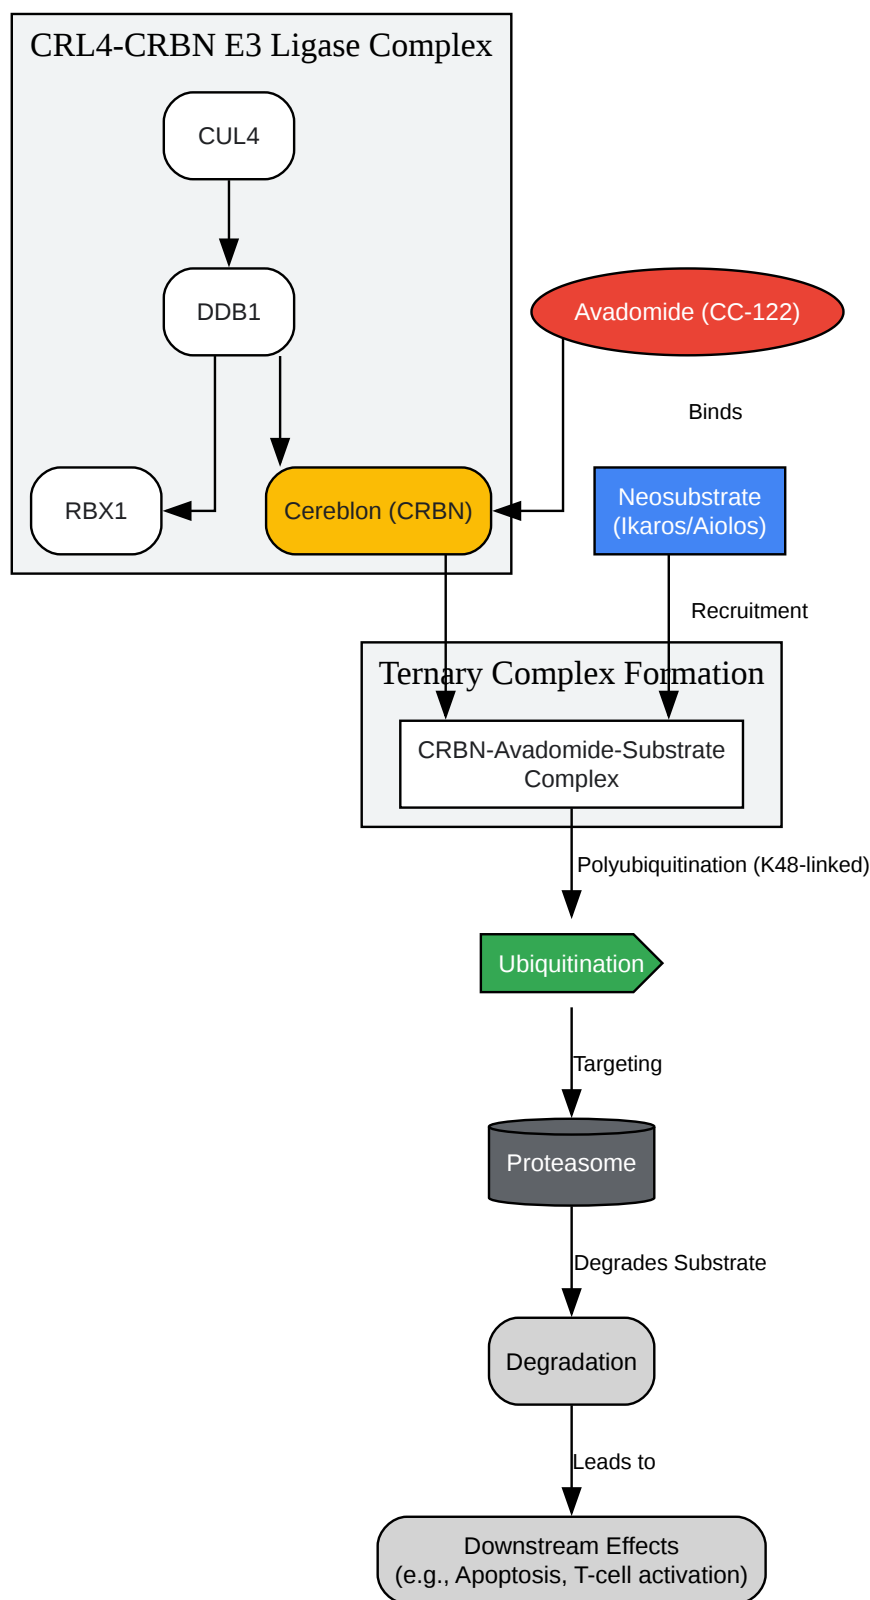 CRL4-CRBN E3 Ligase Complex
CUL4
DDB1
Avadomide (CC-122)
Binds
RBX1
Cereblon (CRBN)
Neosubstrate
(Ikaros/Aiolos)
Recruitment
Ternary Complex Formation
CRBN-Avadomide-Substrate
Complex
Polyubiquitination (K48-linked)
Ubiquitination
Targeting
Proteasome
Degrades Substrate
Degradation
Leads to
Downstream Effects
(e.g., Apoptosis, T-cell activation)